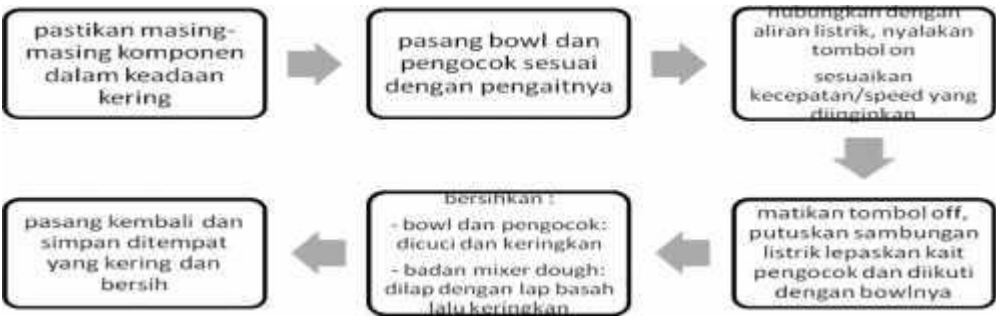 pastikan masing-
masing komponen
dalam keadaan
kering
pasang bowl dan
pengocok sesuai
dengan pengaitnya
hubungkan dengan
aliran listrik, nyalakan
tombol on
sesuaikan
kecepatan/speed yang
diinginkan
matikan tombol off,
putuskan sambungan
listrik lepaskan kait
pengocok dan diikuti
dengan bowlnya
bersihkan :
- bowl dan pengocok:
dicuci dan keringkan
- badan mixer dough:
dilap dengan lap basah
lalu keringkan
pasang kembali dan
simpan ditempat
yang kering dan
bersih